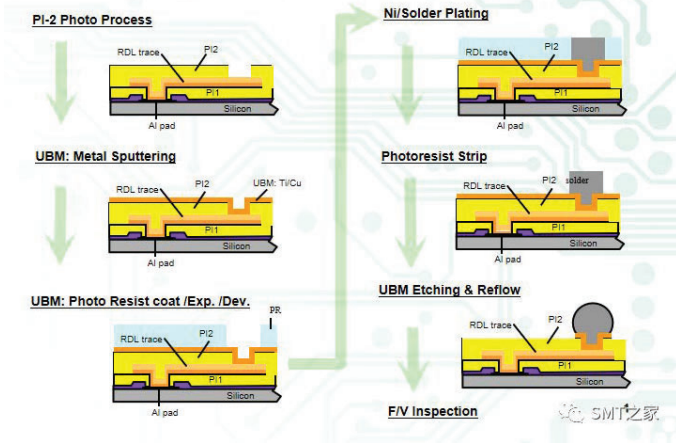 PI-2 Photo Process
RDL trace
PI2
PI1
Silicon
Al pad
UBM: Metal Sputtering
RDL trace
PI2
UBM: Ti/Cu
PI1
Silicon
Al pad
UBM: Photo Resist coat /Exp. /Dev.
PR
RDL trace
PI2
PI1
Silicon
Al pad
Ni/Solder Plating
RDL trace
PI2
PI1
Silicon
Al pad
Photoresist Strip
RDL trace
PI2
solder
PI1
Silicon
Al pad
UBM Etching & Reflow
RDL trace
PI2
PI1
Silicon
F/V Inspection
SMT之家